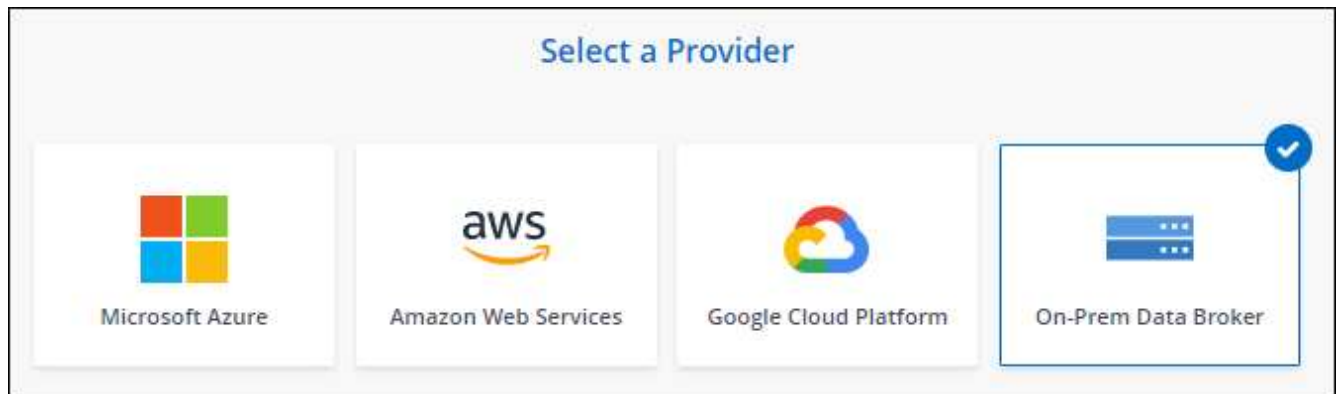 Select a Provider
aws
Microsoft Azure
Amazon Web Services
Google Cloud Platform
On-Prem Data Broker